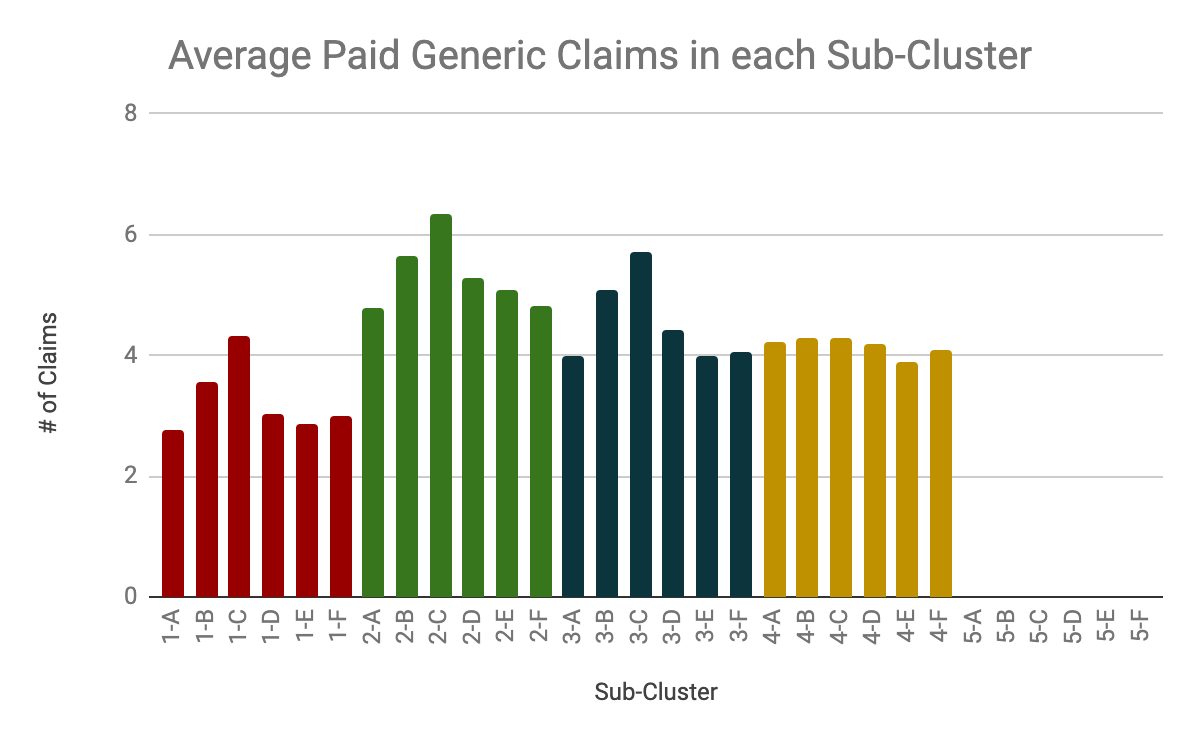 Average Paid Generic Claims in each Sub-Cluster
8
6
4
2
0
# of Claims
1-A
1-B
1-C
1-D
1-E
1-F
2-A
2-B
2-C
2-D
2-E
2-F
3-A
3-B
3-C
3-D
3-E
3-F
4-A
4-B
4-C
4-D
4-E
4-F
5-A
5-B
5-C
5-D
5-E
5-F
Sub-Cluster